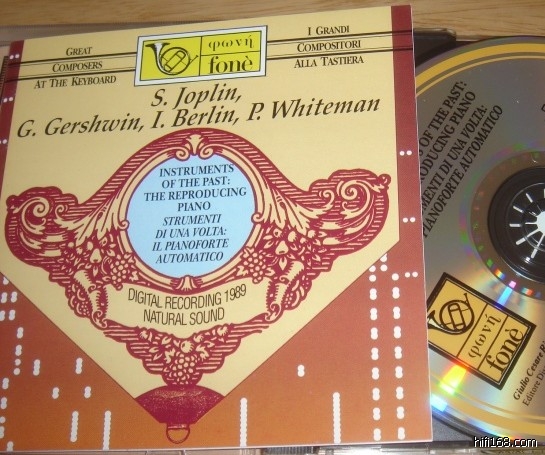 GREAT
COMPOSERS
AT THE KEYBOARD
φωνή
fonè
I GRANDI
COMPOSITORI
ALLA TASTIERA
S. Joplin,
G. Gershwin, I. Berlin, P. Whiteman
INSTRUMENTS
OF THE PAST:
THE REPRODUCING
PIANO
STRUMENTI
DI UNA VOLTA:
IL PIANOFORTE
AUTOMATICO
DIGITAL RECORDING 1989
NATURAL SOUND
OF THE PAST:
PIANO
DI UNA VOLTA:
PIANOFORTE
AUTOMATICO
φωνή
fonè
Giulio Cesare
Editore
hifi168.com